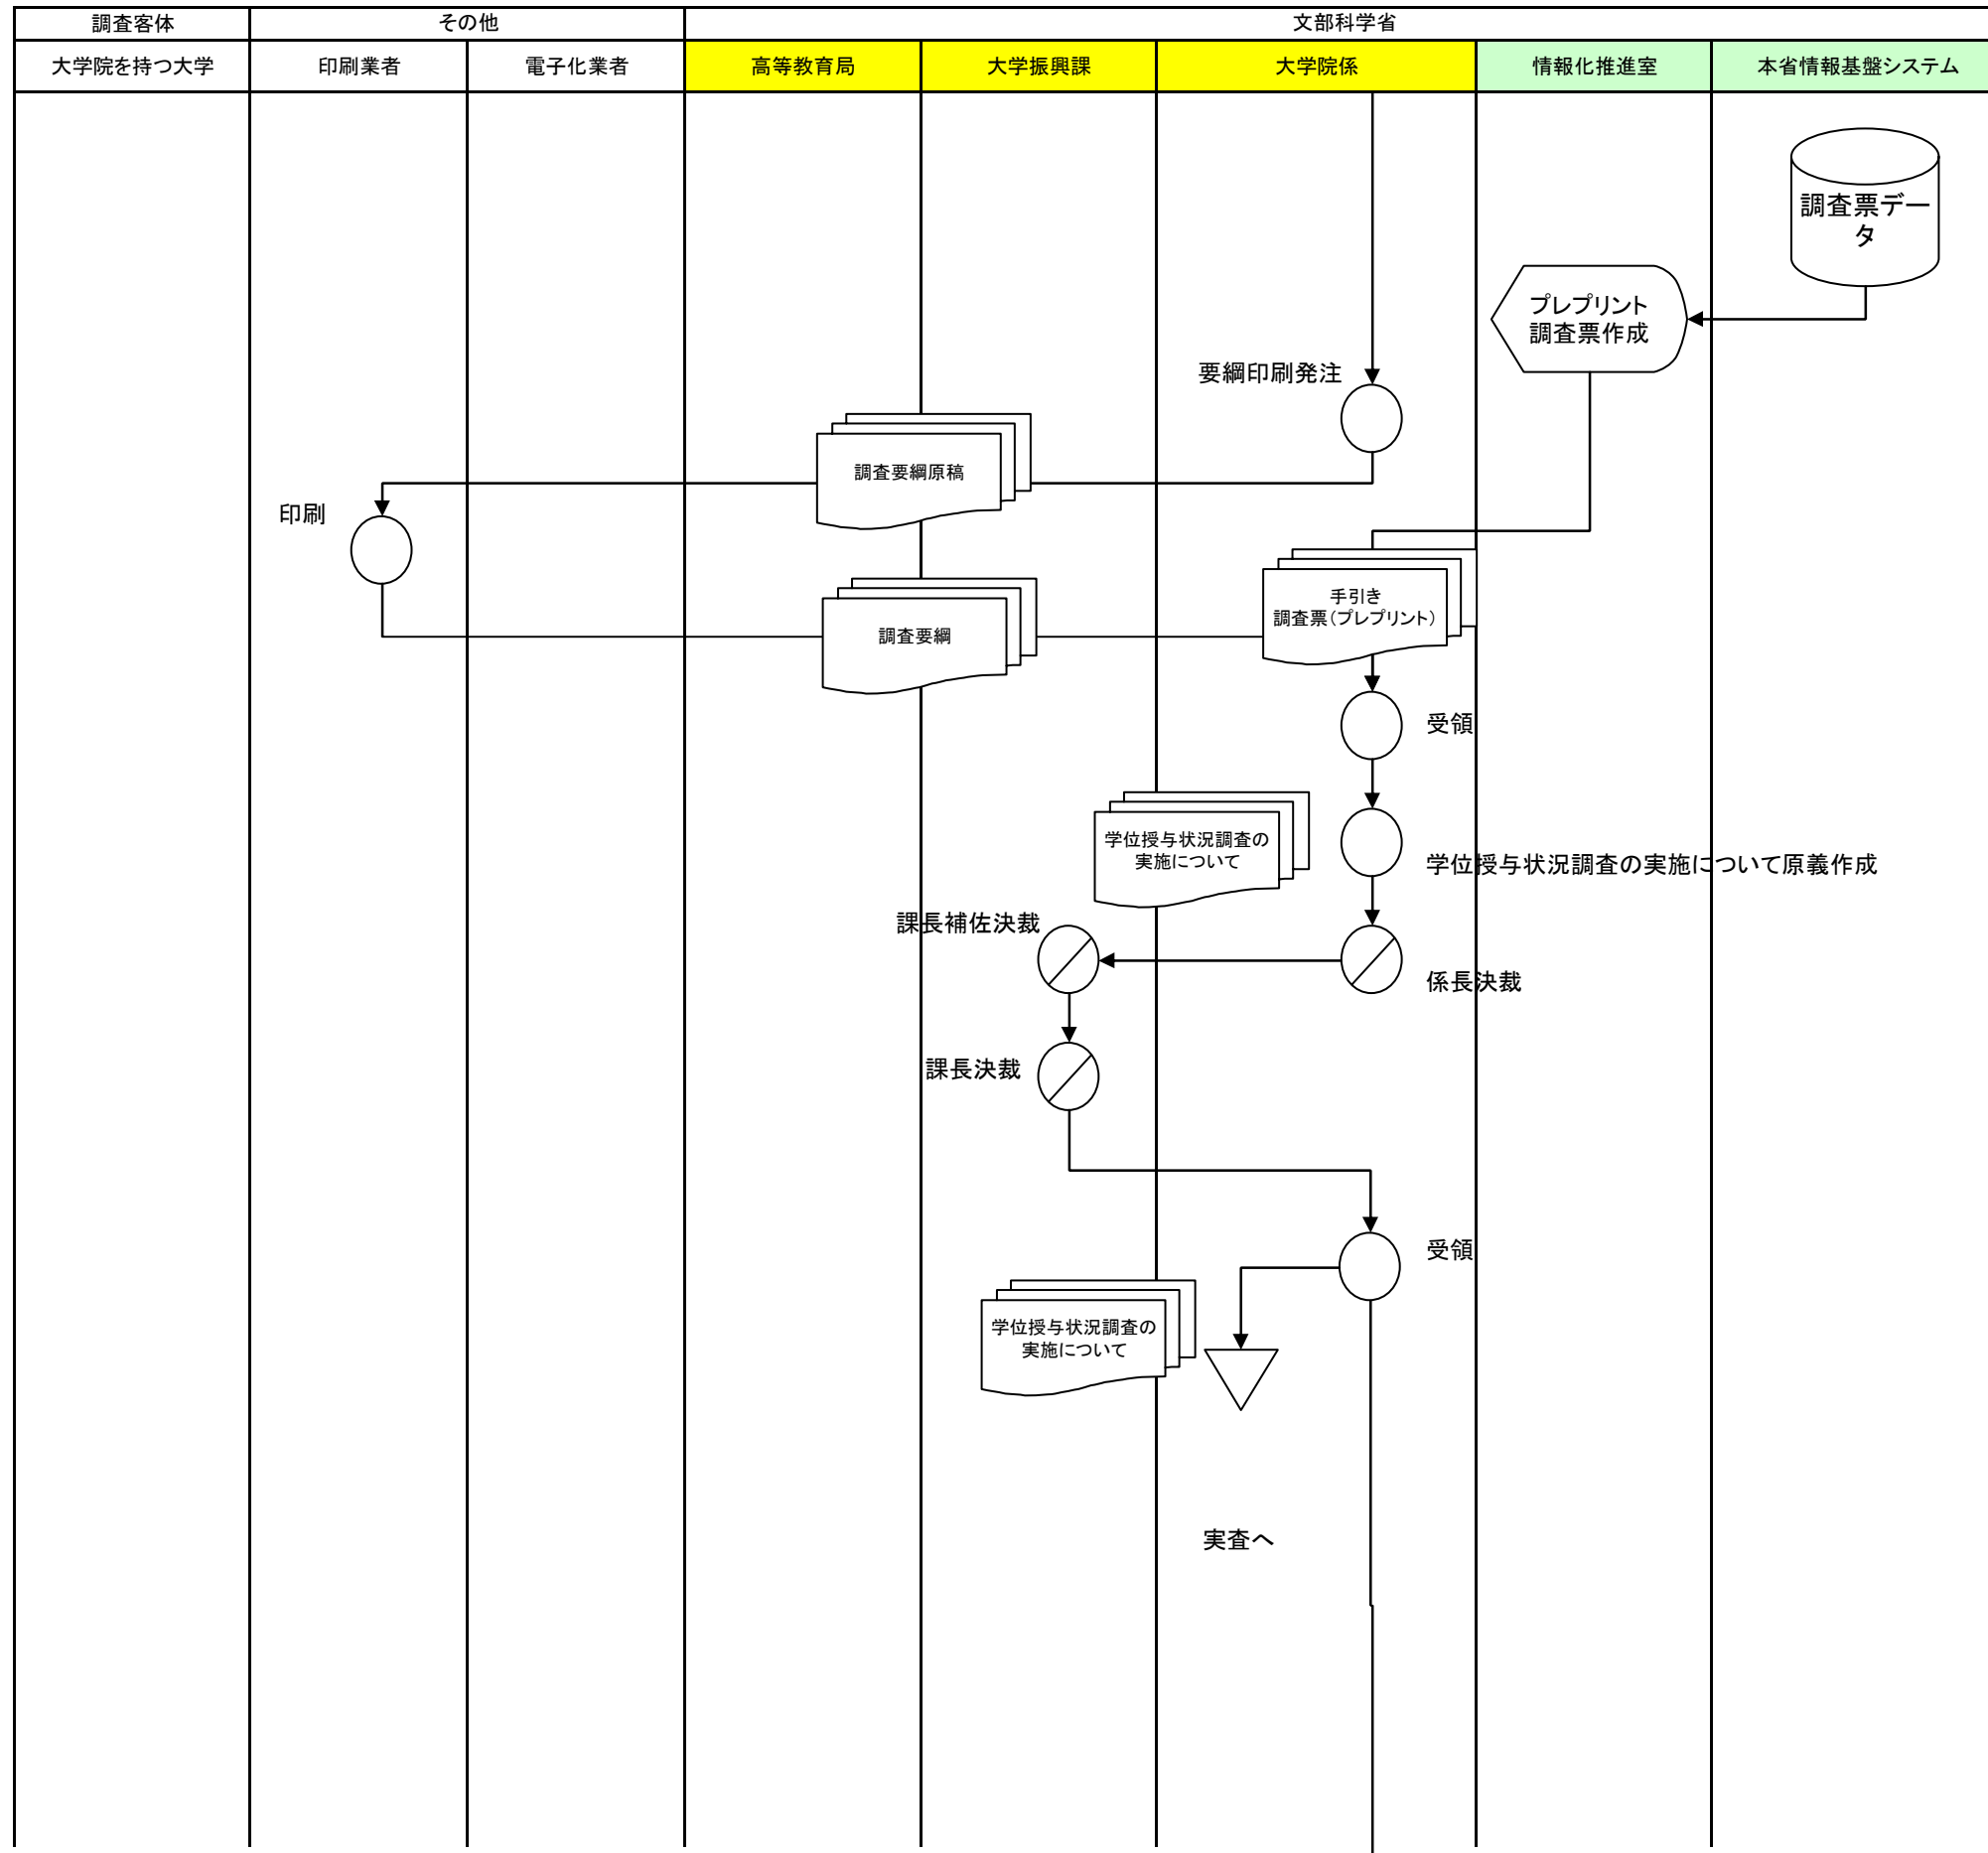 調査客体
その他
文部科学省
大学院を持つ大学
印刷業者
電子化業者
高等教育局
大学振興課
大学院係
情報化推進室
本省情報基盤システム
調査票デー
タ
プレプリント
調査票作成
要綱印刷発注
調査要綱原稿
印刷
手引き
調査票（プレプリント）
調査要綱
受領
学位授与状況調査の
実施について
学位授与状況調査の実施について原義作成
課長補佐決裁
係長決裁
課長決裁
受領
学位授与状況調査の
実施について
実査へ